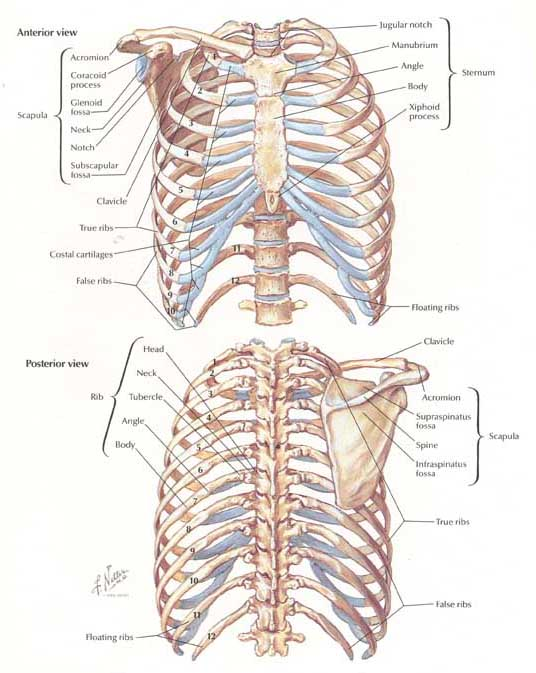 Anterior view
Acromion
Coracoid
process
Glenoid
fossa
Neck
Notch
Subscapular
fossa
Scapula
Clavicle
True ribs
Costal cartilages
False ribs
Jugular notch
Manubrium
Angle
Body
Xiphoid
process
Sternum
Floating ribs
1
2
3
4
5
6
7
8
9
10
11
12
Posterior view
Head
Neck
Tubercle
Angle
Body
Rib
Clavicle
Acromion
Supraspinatus
fossa
Spine
Infraspinatus
fossa
Scapula
True ribs
False ribs
Floating ribs
1
2
3
4
5
6
7
8
9
10
11
12
F. Netter